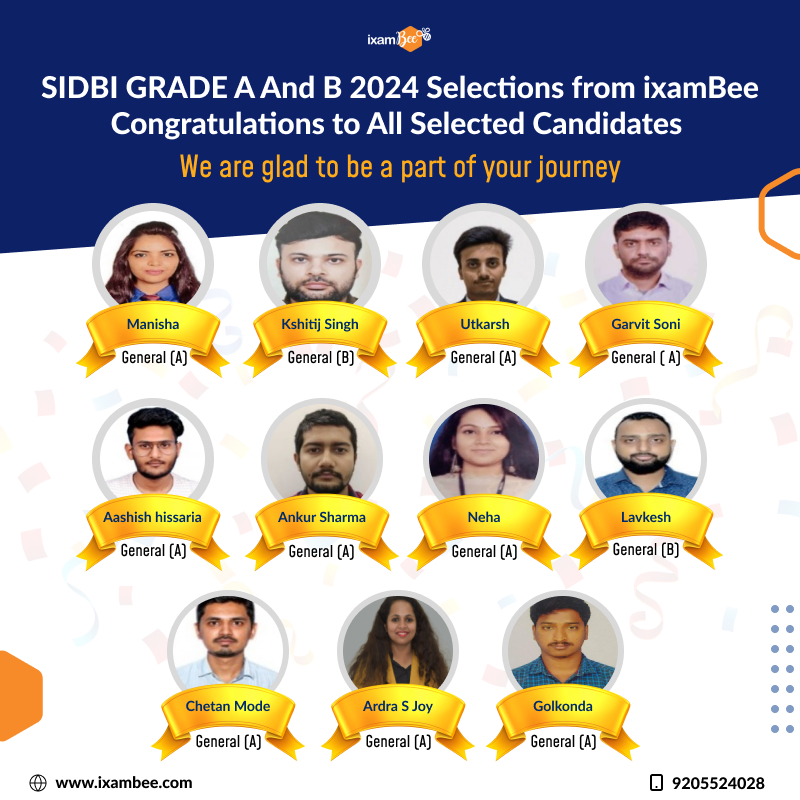 ixamBee
SIDBI GRADE A And B 2024 Selections from ixamBee
Congratulations to All Selected Candidates
We are glad to be a part of your journey
Manisha
General (A)
Kshitij Singh
General (B)
Utkarsh
General (A)
Garvit Soni
General ( A)
Aashish hissaria
General (A)
Ankur Sharma
General (A)
Neha
General (A)
Lavkesh
General (B)
Chetan Mode
General (A)
Ardra S Joy
General (A)
Golkonda
General (A)
www.ixambee.com
9205524028